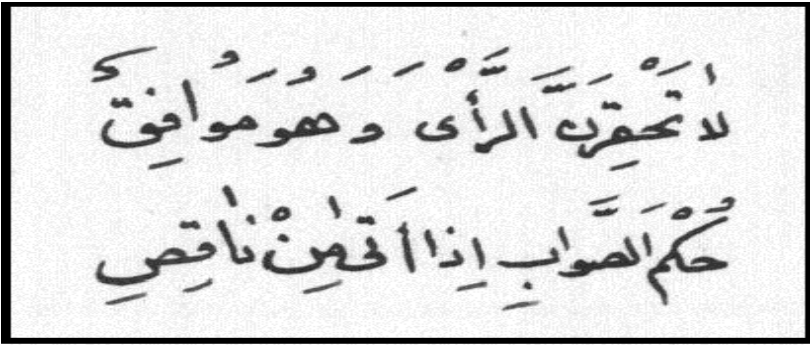 لَا تَحْقِرَنَّ الرَّأْىَ وَهُوَ مُوَافِقٌ
حُكْمَ الصَّوَابِ إِذَا أَتَى مِنْ نَاقِصِ